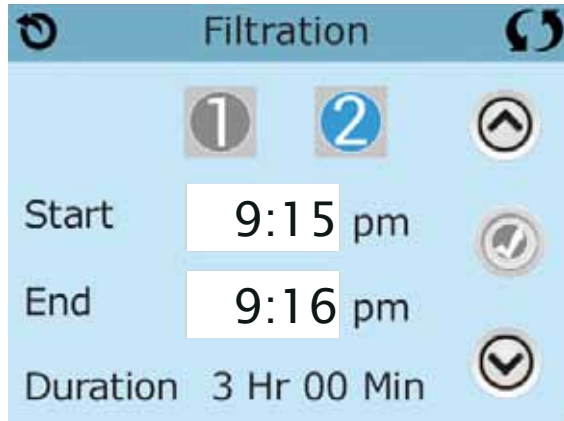 Filtration
1 2
Start 9:15 pm
End 9:16 pm
Duration 3 Hr 00 Min